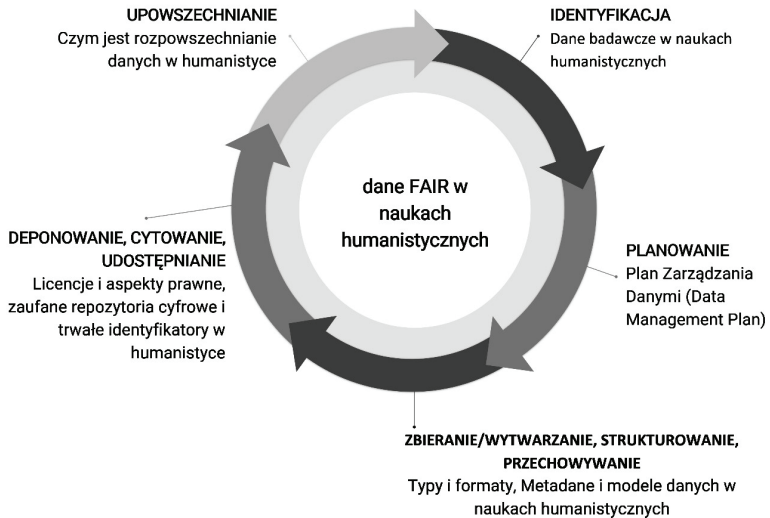 UPOWSZECHNIANIE
Czym jest rozpowszechnianie
danych w humanistyce
IDENTYFIKACJA
Dane badawcze w naukach
humanistycznych
dane FAIR w
naukach
humanistycznych
PLANOWANIE
Plan Zarządzania
Danymi (Data
Management Plan)
DEPONOWANIE, CYTOWANIE,
UDOSTĘPNIANIE
Licencje i aspekty prawne,
zaufane repozytoria cyfrowe i
trwałe identyfikatory w
humanistyce
ZBIERANIE/WYTWARZANIE, STRUKTUROWANIE,
PRZECHOWYWANIE
Typy i formaty, Metadane i modele danych w
naukach humanistycznych